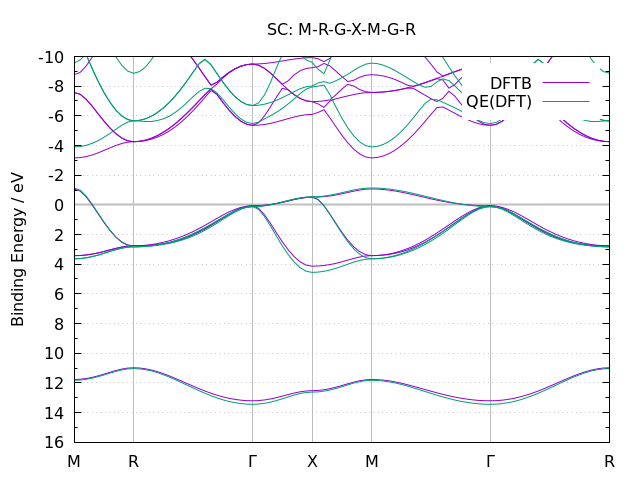 SC: M-R-G-X-M-G-R
-10
-8
-6
-4
-2
0
2
4
6
8
10
12
14
16
Binding Energy / eV
DFTB
QE(DFT)
M R Γ X M Γ R